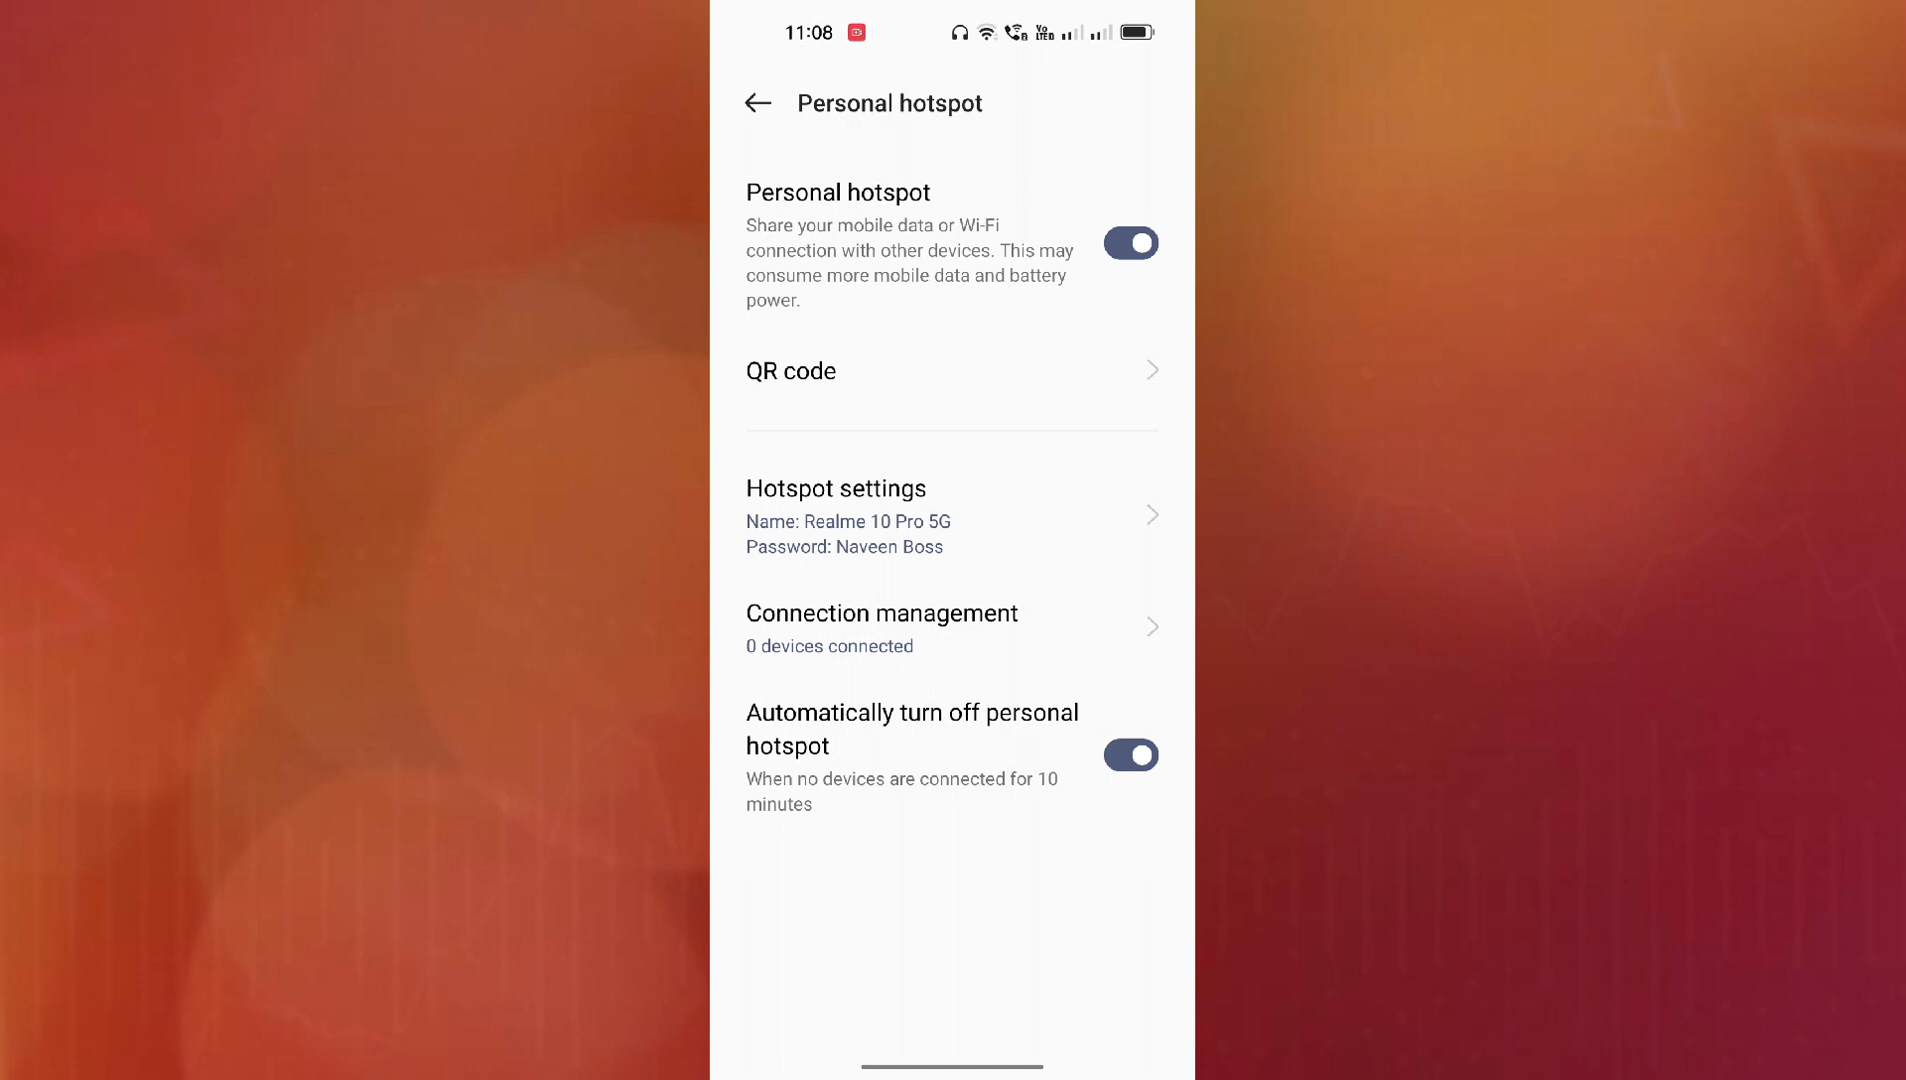 11:08
Vo
LTE
Personal hotspot
Personal hotspot
Share your mobile data or Wi-Fi
connection with other devices. This may
consume more mobile data and battery
power.
QR code
Hotspot settings
Name: Realme 10 Pro 5G
Password: Naveen Boss
Connection management
0 devices connected
Automatically turn off personal
hotspot
When no devices are connected for 10
minutes